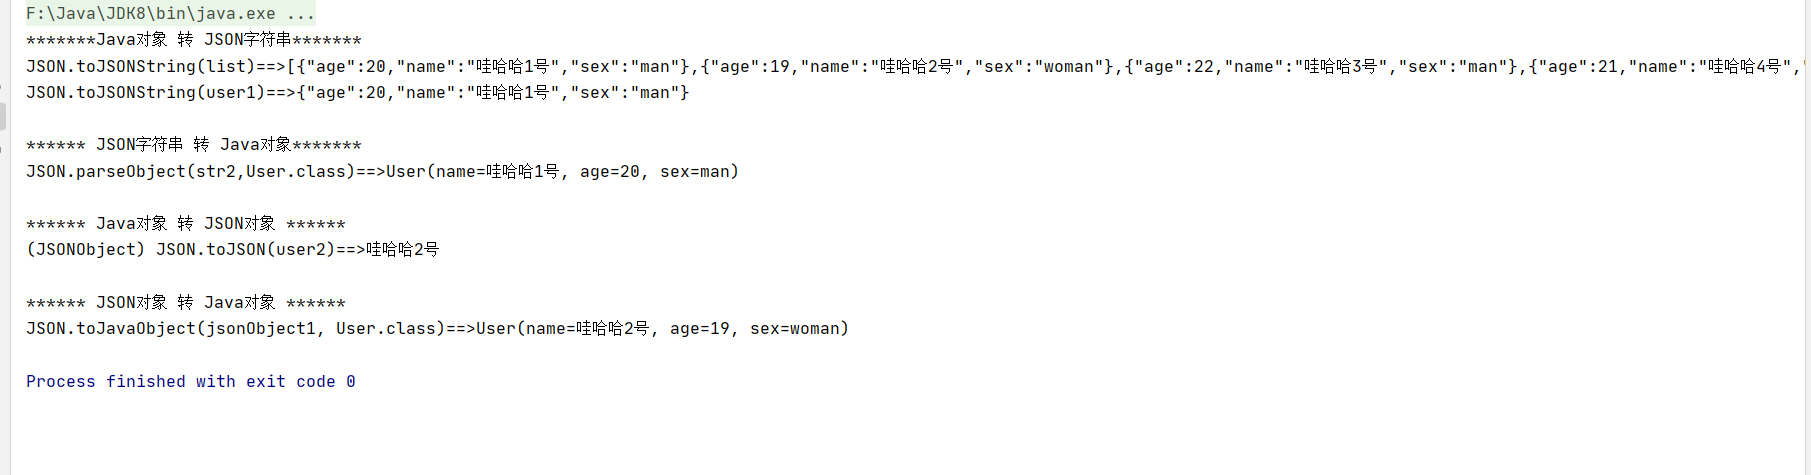 F:\Java\JDK8\bin\java.exe ...
*******Java对象 转 JSON字符串*******
JSON.toJSONString(list)==>[{"age":20,"name":"哇哈哈1号","sex":"man"},{"age":19,"name":"哇哈哈2号","sex":"woman"},{"age":22,"name":"哇哈哈3号","sex":"man"},{"age":21,"name":"哇哈哈4号","
JSON.toJSONString(user1)==>{"age":20,"name":"哇哈哈1号","sex":"man"}
****** JSON字符串 转 Java对象*******
JSON.parseObject(str2,User.class)==>User(name=哇哈哈1号, age=20, sex=man)
****** Java对象 转 JSON对象 ******
(JSONObject) JSON.toJSON(user2)==>哇哈哈2号
****** JSON对象 转 Java对象 ******
JSON.toJavaObject(jsonObject1, User.class)==>User(name=哇哈哈2号, age=19, sex=woman)
Process finished with exit code 0